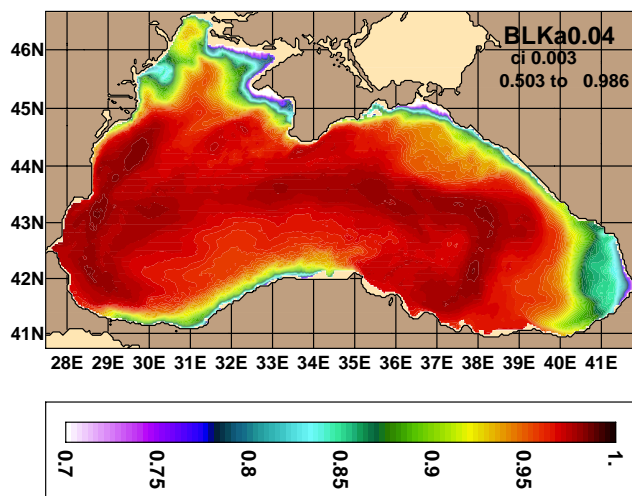 BLKa0.04
ci 0.003
0.503 to 0.986
46N
45N
44N
43N
42N
41N
28E 29E 30E 31E 32E 33E 34E 35E 36E 37E 38E 39E 40E 41E
0.7 0.75 0.8 0.85 0.9 0.95 1.